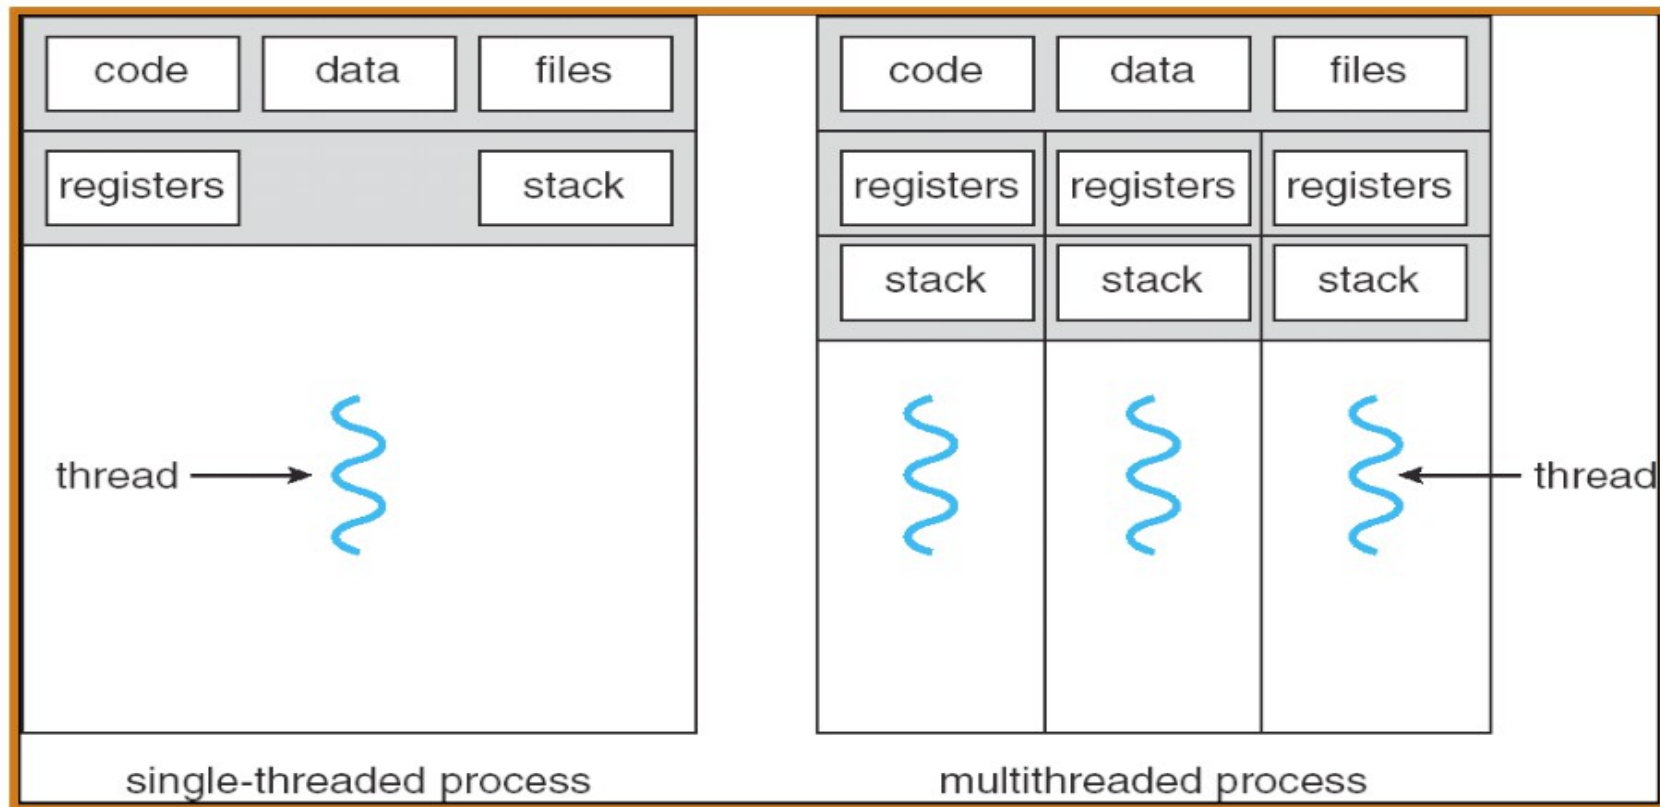 code data files
registers stack
thread
single-threaded process
code data files
registers registers registers
stack stack stack
thread
multithreaded process